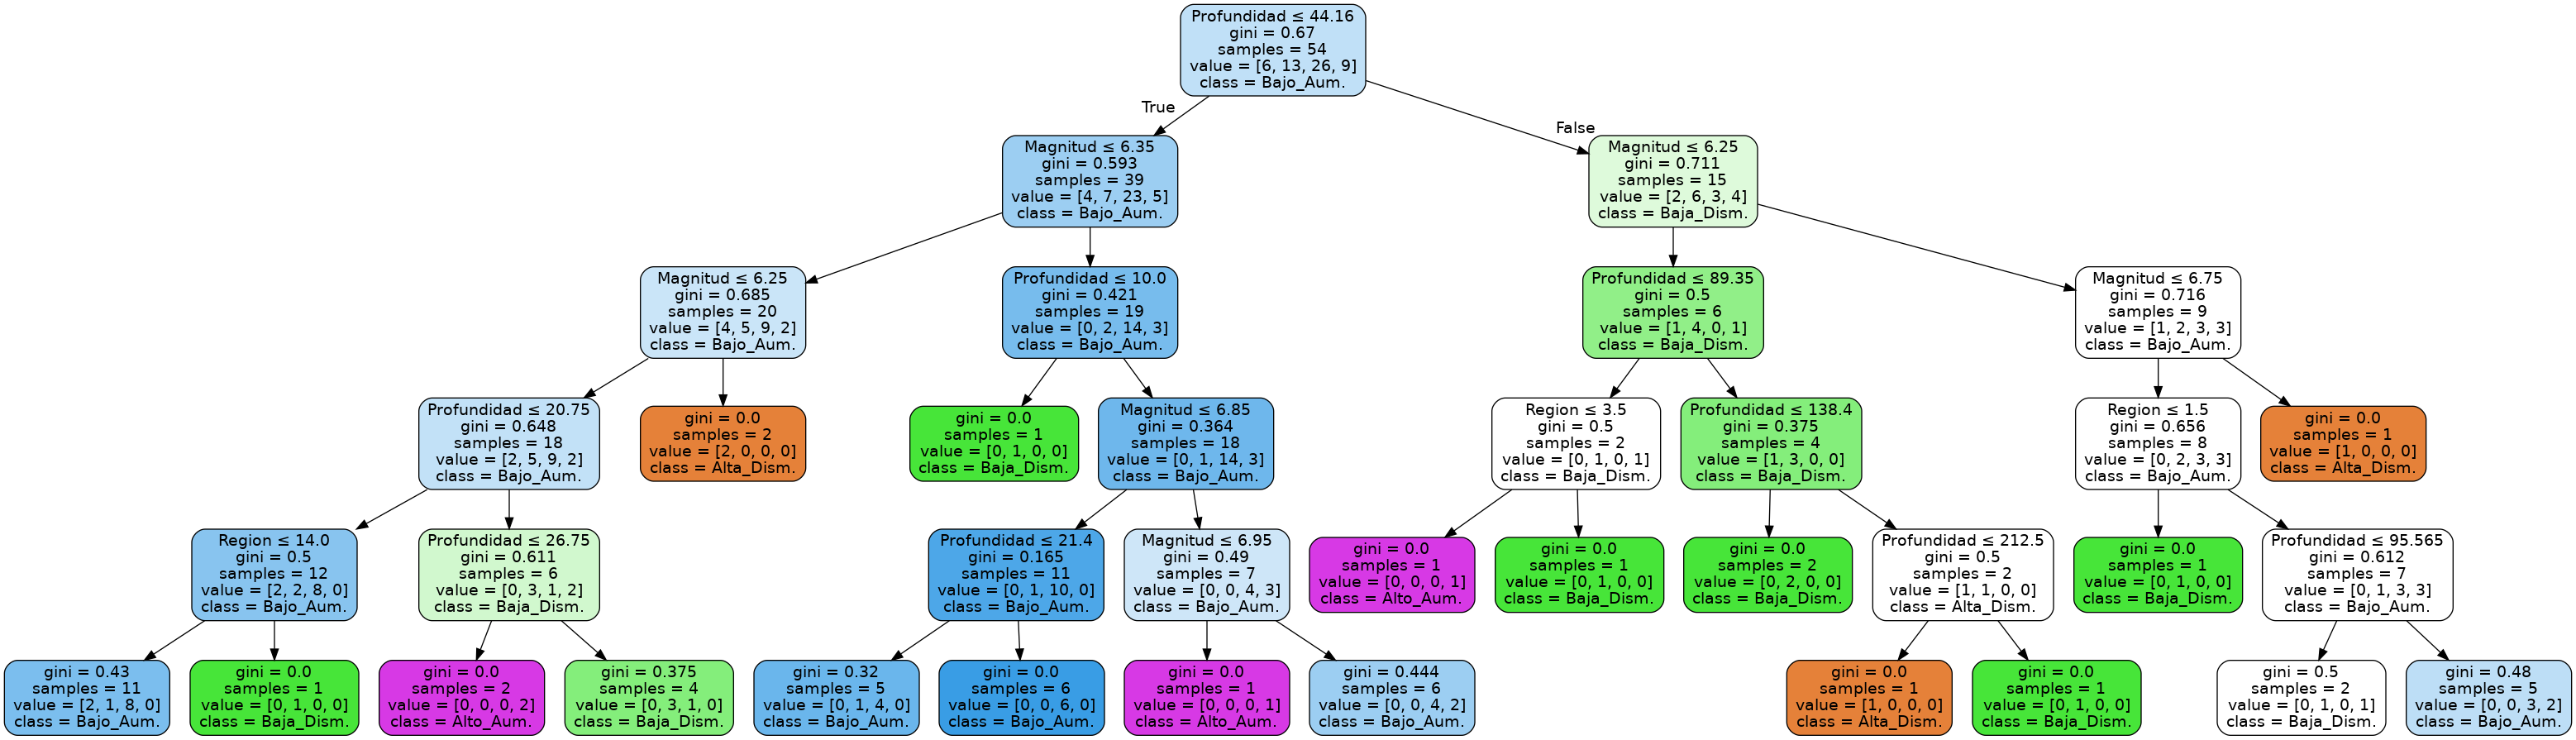 Profundidad ≤ 44.16
gini = 0.67
samples = 54
value = [6, 13, 26, 9]
class = Bajo_Aum.
True
False
Magnitud ≤ 6.35
gini = 0.593
samples = 39
value = [4, 7, 23, 5]
class = Bajo_Aum.
Magnitud ≤ 6.25
gini = 0.711
samples = 15
value = [2, 6, 3, 4]
class = Baja_Dism.
Magnitud ≤ 6.25
gini = 0.685
samples = 20
value = [4, 5, 9, 2]
class = Bajo_Aum.
Profundidad ≤ 10.0
gini = 0.421
samples = 19
value = [0, 2, 14, 3]
class = Bajo_Aum.
Profundidad ≤ 89.35
gini = 0.5
samples = 6
value = [1, 4, 0, 1]
class = Baja_Dism.
Magnitud ≤ 6.75
gini = 0.716
samples = 9
value = [1, 2, 3, 3]
class = Bajo_Aum.
Profundidad ≤ 20.75
gini = 0.648
samples = 18
value = [2, 5, 9, 2]
class = Bajo_Aum.
gini = 0.0
samples = 2
value = [2, 0, 0, 0]
class = Alta_Dism.
gini = 0.0
samples = 1
value = [0, 1, 0, 0]
class = Baja_Dism.
Magnitud ≤ 6.85
gini = 0.364
samples = 18
value = [0, 1, 14, 3]
class = Bajo_Aum.
Region ≤ 3.5
gini = 0.5
samples = 2
value = [0, 1, 0, 1]
class = Baja_Dism.
Profundidad ≤ 138.4
gini = 0.375
samples = 4
value = [1, 3, 0, 0]
class = Baja_Dism.
Region ≤ 1.5
gini = 0.656
samples = 8
value = [0, 2, 3, 3]
class = Bajo_Aum.
gini = 0.0
samples = 1
value = [1, 0, 0, 0]
class = Alta_Dism.
Region ≤ 14.0
gini = 0.5
samples = 12
value = [2, 2, 8, 0]
class = Bajo_Aum.
Profundidad ≤ 26.75
gini = 0.611
samples = 6
value = [0, 3, 1, 2]
class = Baja_Dism.
Profundidad ≤ 21.4
gini = 0.165
samples = 11
value = [0, 1, 10, 0]
class = Bajo_Aum.
Magnitud ≤ 6.95
gini = 0.49
samples = 7
value = [0, 0, 4, 3]
class = Bajo_Aum.
gini = 0.0
samples = 1
value = [0, 0, 0, 1]
class = Alto_Aum.
gini = 0.0
samples = 1
value = [0, 1, 0, 0]
class = Baja_Dism.
gini = 0.0
samples = 2
value = [0, 2, 0, 0]
class = Baja_Dism.
Profundidad ≤ 212.5
gini = 0.5
samples = 2
value = [1, 1, 0, 0]
class = Alta_Dism.
gini = 0.0
samples = 1
value = [0, 1, 0, 0]
class = Baja_Dism.
Profundidad ≤ 95.565
gini = 0.612
samples = 7
value = [0, 1, 3, 3]
class = Bajo_Aum.
gini = 0.43
samples = 11
value = [2, 1, 8, 0]
class = Bajo_Aum.
gini = 0.0
samples = 1
value = [0, 1, 0, 0]
class = Baja_Dism.
gini = 0.0
samples = 2
value = [0, 0, 0, 2]
class = Alto_Aum.
gini = 0.375
samples = 4
value = [0, 3, 1, 0]
class = Baja_Dism.
gini = 0.32
samples = 5
value = [0, 1, 4, 0]
class = Bajo_Aum.
gini = 0.0
samples = 6
value = [0, 0, 6, 0]
class = Bajo_Aum.
gini = 0.0
samples = 1
value = [0, 0, 0, 1]
class = Alto_Aum.
gini = 0.444
samples = 6
value = [0, 0, 4, 2]
class = Bajo_Aum.
gini = 0.0
samples = 1
value = [1, 0, 0, 0]
class = Alta_Dism.
gini = 0.0
samples = 1
value = [0, 1, 0, 0]
class = Baja_Dism.
gini = 0.5
samples = 2
value = [0, 1, 0, 1]
class = Baja_Dism.
gini = 0.48
samples = 5
value = [0, 0, 3, 2]
class = Bajo_Aum.